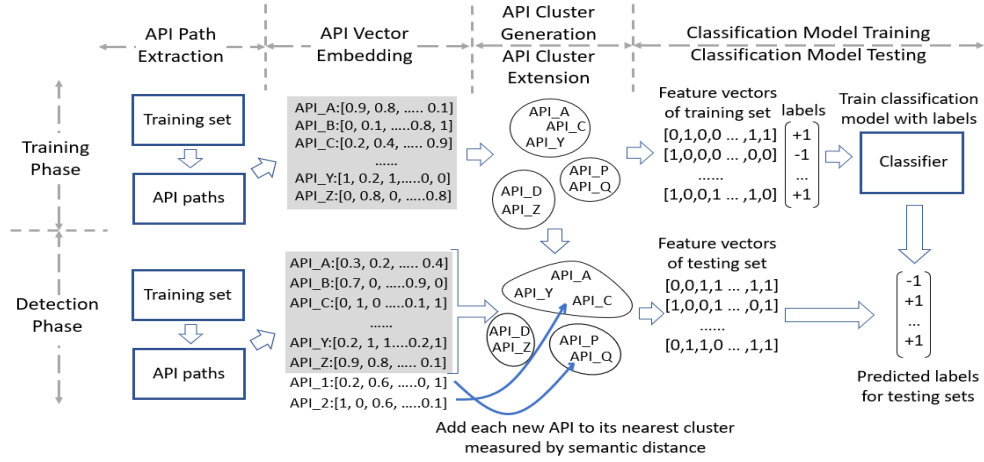 API Path
Extraction
API Vector
Embedding
API Cluster
Generation
API Cluster
Extension
Classification Model Training
Classification Model Testing
Training
Phase
Training set
API paths
API_A:[0.9, 0.8, ..... 0.1]
API_B:[0, 0.1, .....0.8, 1]
API_C:[0.2, 0.4, ..... 0.9]
......
API_Y:[1, 0.2, 1,.....0, 0]
API_Z:[0, 0.8, 0, .....0.8]
API_A
API_C
API_Y
API_P
API_Q
API_D
API_Z
Feature vectors
of training set
labels
[0,1,0,0 ... ,1,1]
[1,0,0,0 ... ,0,0]
......
[1,0,0,1 ... ,1,0]
+1
-1
...
+1
Train classification
model with labels
Classifier
Detection
Phase
Training set
API paths
API_A:[0.3, 0.2, ..... 0.4]
API_B:[0.7, 0, .....0.9, 0]
API_C:[0, 1, 0 .....0.1, 1]
......
API_Y:[0.2, 1, 1....0.2,1]
API_Z:[0.9, 0.8, ..... 0.1]
API_1:[0.2, 0.6, .....0, 1]
API_2:[1, 0, 0.6, .....0.1]
API_A
API_Y
API_C
API_D
API_Z
API_P
API_Q
Add each new API to its nearest cluster
measured by semantic distance
Feature vectors
of testing set
[0,0,1,1 ... ,1,1]
[1,0,0,1 ... ,0,1]
......
[0,1,1,0 ... ,1,1]
-1
+1
...
+1
Predicted labels
for testing sets